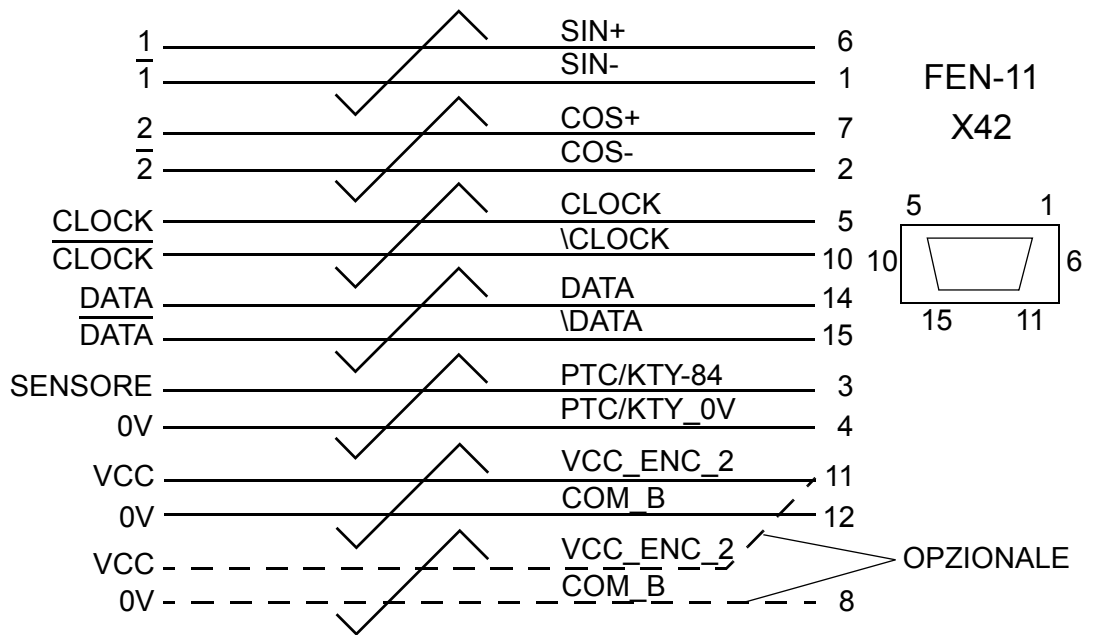 1 SIN+ 6
1̅ SIN- 1
2 COS+ 7
2̅ COS- 2
CLOCK CLOCK 5
C̅L̅O̅C̅K̅ \CLOCK 10
DATA DATA 14
D̅A̅T̅A̅ \DATA 15
SENSORE PTC/KTY-84 3
0V PTC/KTY_0V 4
VCC VCC_ENC_2 11
0V COM_B 12
VCC VCC_ENC_2
0V COM_B 8
OPZIONALE
FEN-11
X42
5 1
10 6
15 11